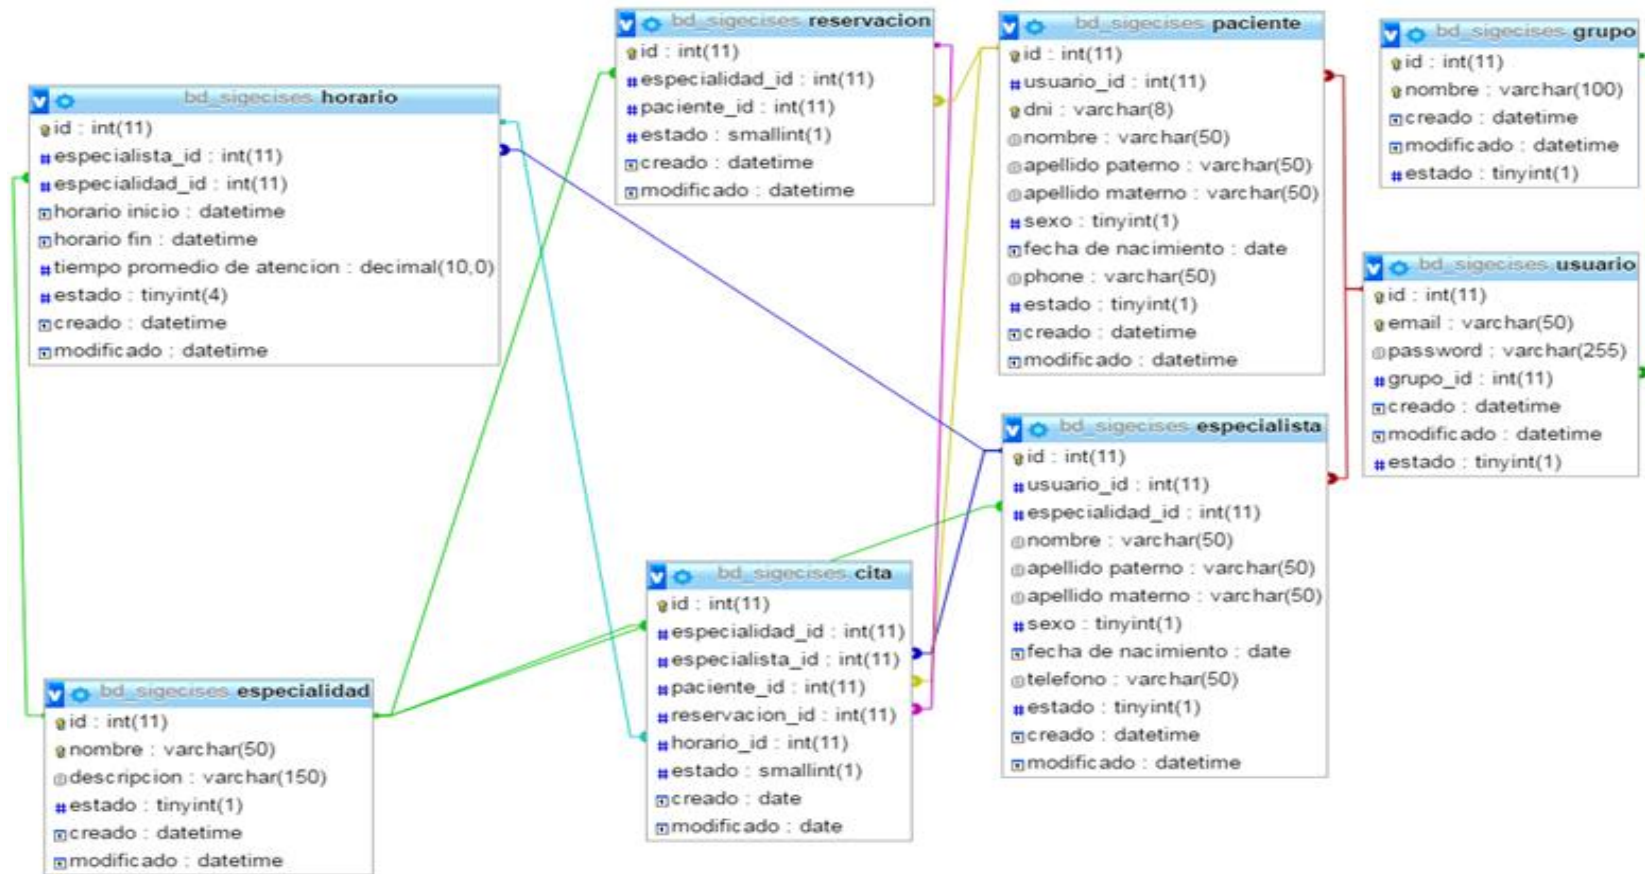 bd_sigecises reservacion
id : int(11)
especialidad_id : int(11)
paciente_id : int(11)
estado : smallint(1)
creado : datetime
modificado : datetime
bd_sigecises paciente
id : int(11)
usuario_id : int(11)
dni : varchar(8)
nombre : varchar(50)
apellido paterno : varchar(50)
apellido materno : varchar(50)
sexo : tinyint(1)
fecha de nacimiento : date
phone : varchar(50)
estado : tinyint(1)
creado : datetime
modificado : datetime
bd_sigecises grupo
id : int(11)
nombre : varchar(100)
creado : datetime
modificado : datetime
estado : tinyint(1)
bd_sigecises horario
id : int(11)
especialista_id : int(11)
especialidad_id : int(11)
horario inicio : datetime
horario fin : datetime
tiempo promedio de atencion : decimal(10,0)
estado : tinyint(4)
creado : datetime
modificado : datetime
bd_sigecises usuario
id : int(11)
email : varchar(50)
password : varchar(255)
grupo_id : int(11)
creado : datetime
modificado : datetime
estado : tinyint(1)
bd_sigecises especialista
id : int(11)
usuario_id : int(11)
especialidad_id : int(11)
nombre : varchar(50)
apellido paterno : varchar(50)
apellido materno : varchar(50)
sexo : tinyint(1)
fecha de nacimiento : date
telefono : varchar(50)
estado : tinyint(1)
creado : datetime
modificado : datetime
bd_sigecises cita
id : int(11)
especialidad_id : int(11)
especialista_id : int(11)
paciente_id : int(11)
reservacion_id : int(11)
horario_id : int(11)
estado : smallint(1)
creado : date
modificado : date
bd_sigecises especialidad
id : int(11)
nombre : varchar(50)
descripcion : varchar(150)
estado : tinyint(1)
creado : datetime
modificado : datetime